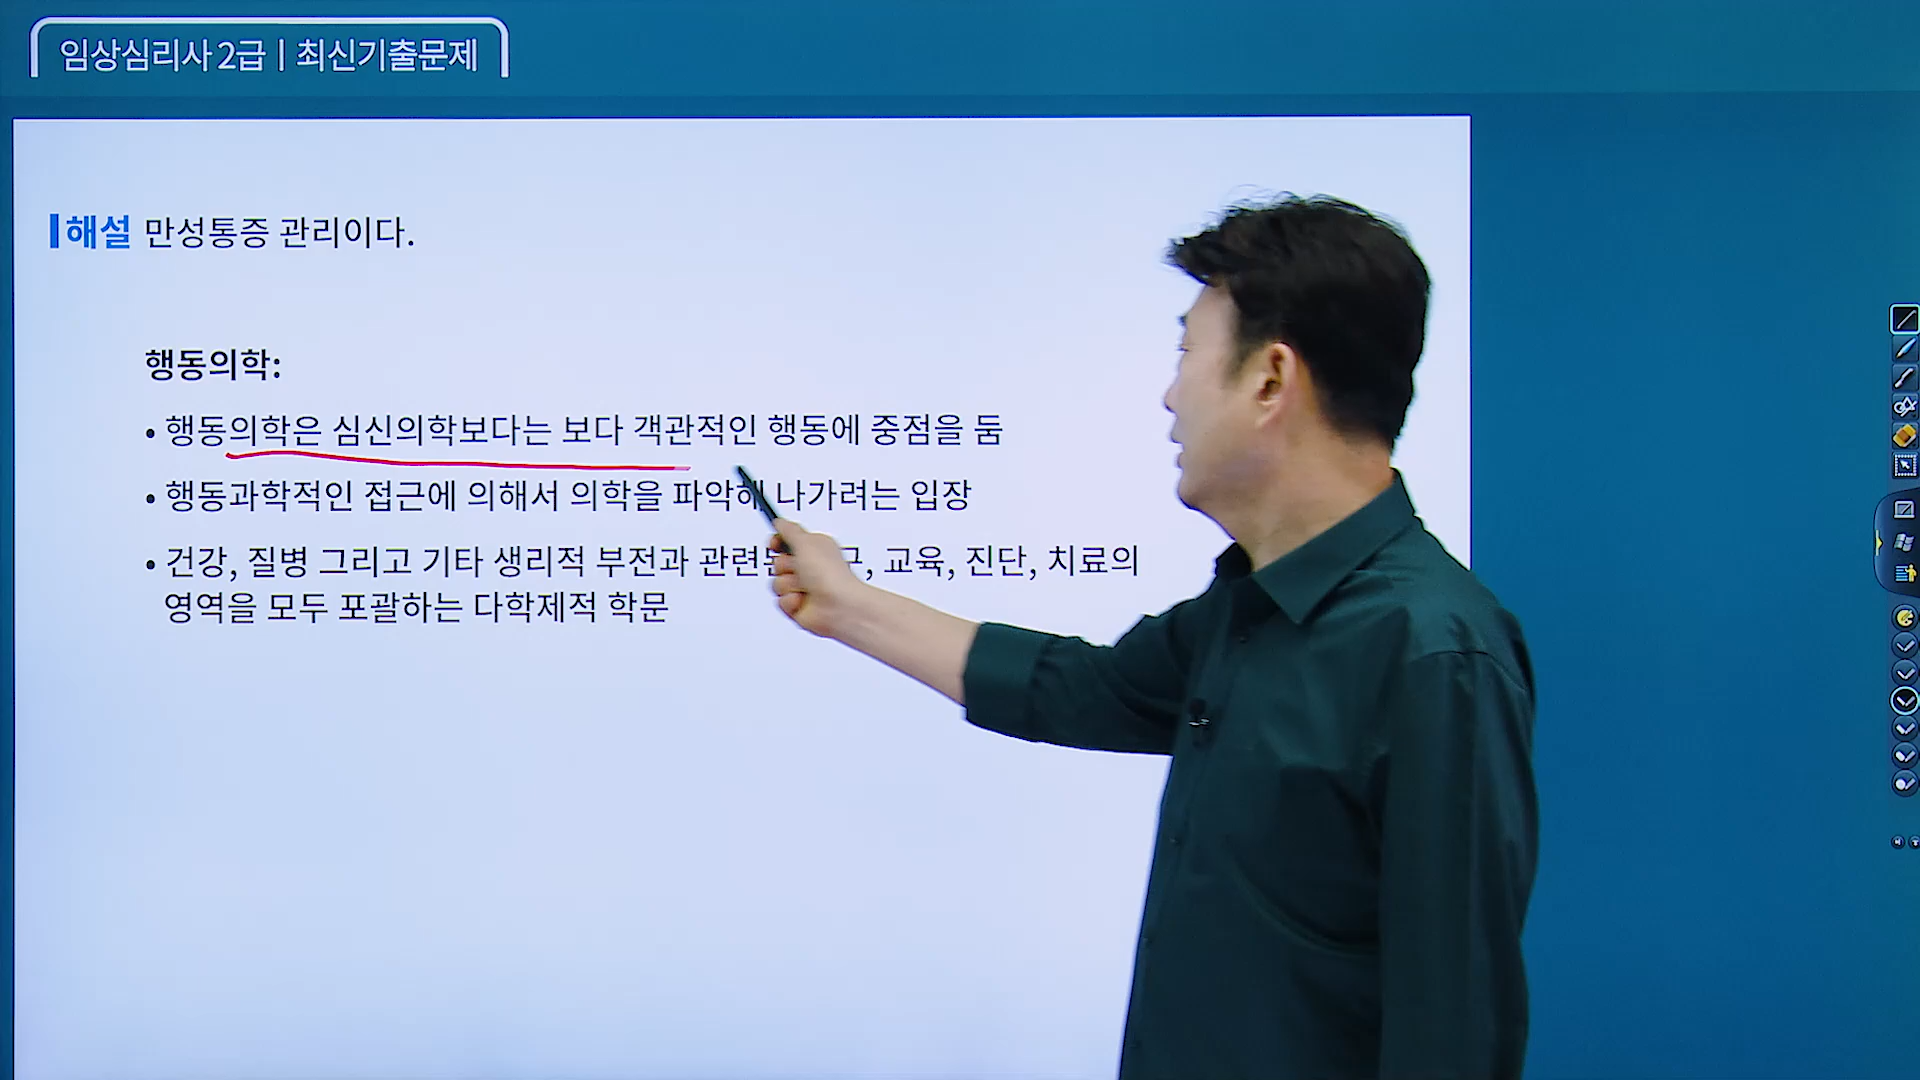 임상심리사 2급 | 최신기출문제
해설 만성통증 관리이다.
행동의학:
• 행동의학은 심신의학보다는 보다 객관적인 행동에 중점을 둠
• 행동과학적인 접근에 의해서 의학을 파악해 나가려는 입장
• 건강, 질병 그리고 기타 생리적 부전과 교육, 진단, 치료의
영역을 모두 포괄하는 다학제적 학문